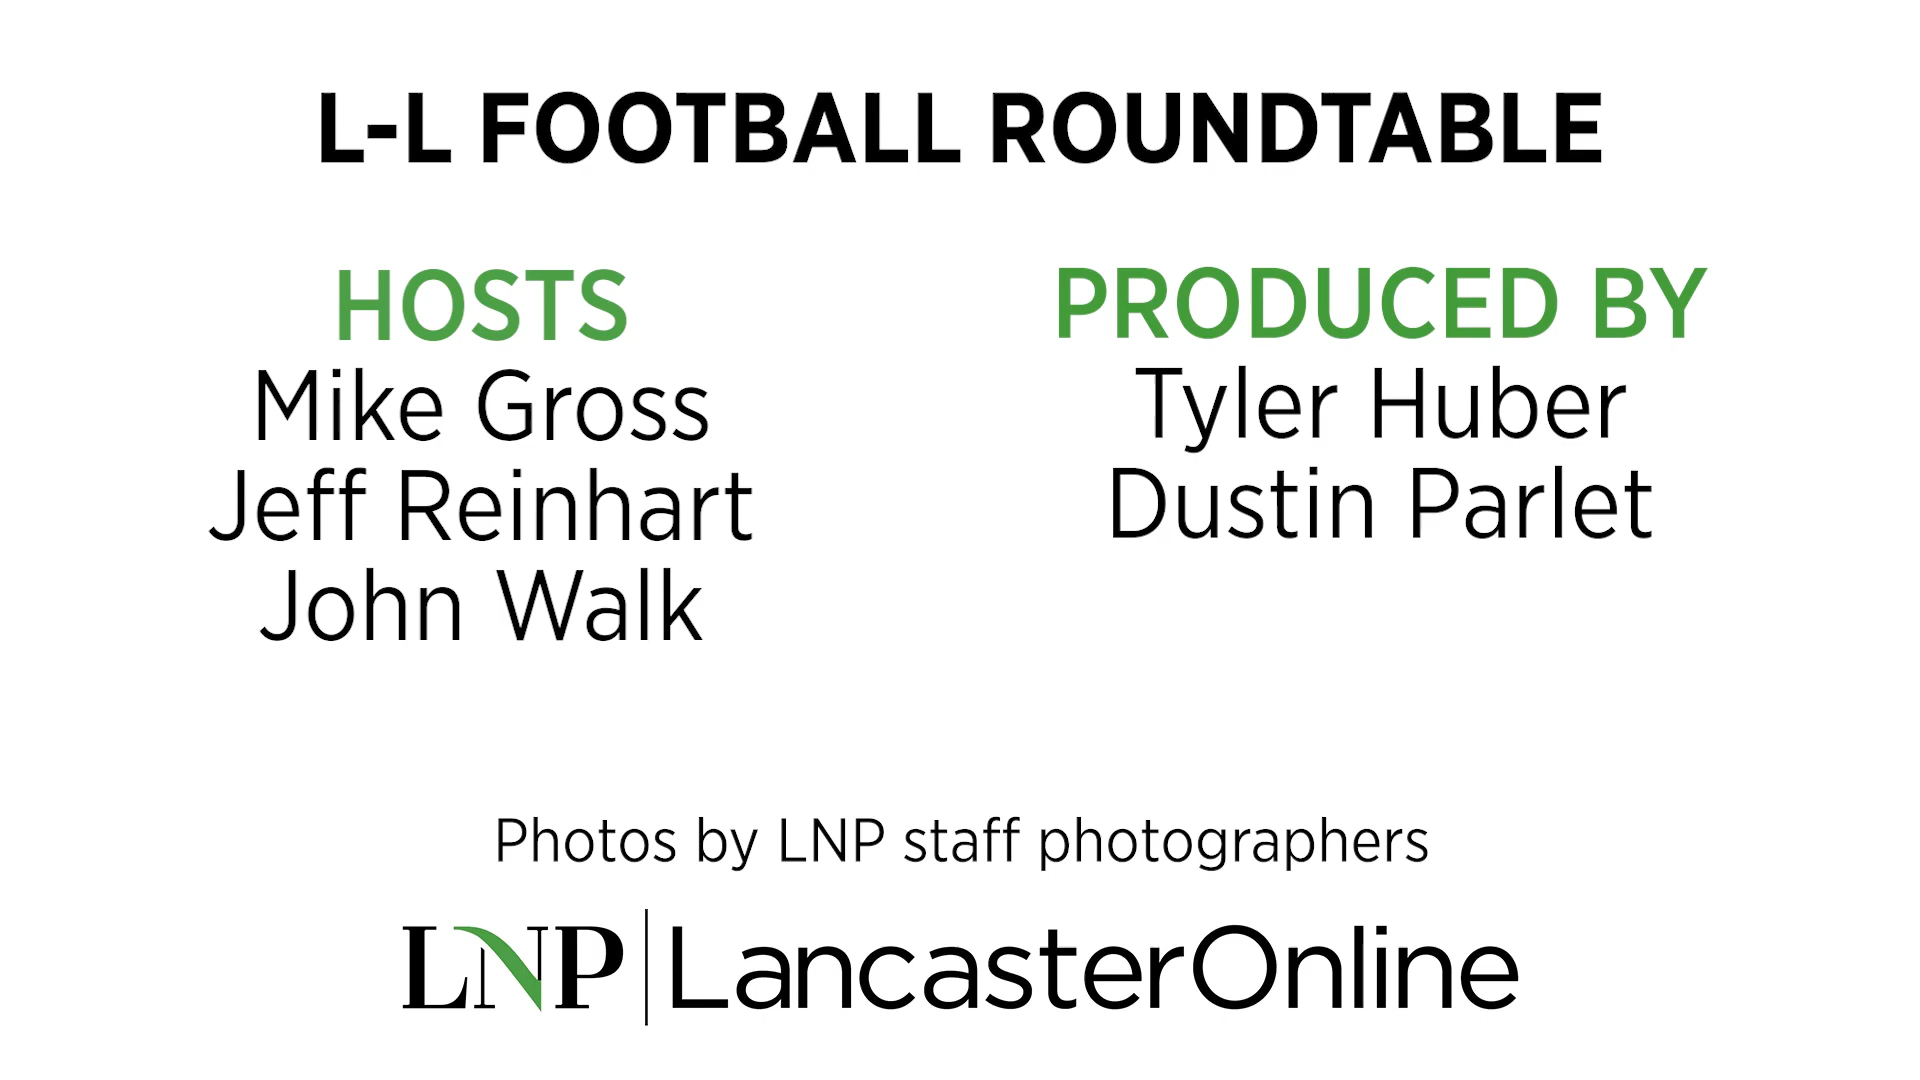 L-L FOOTBALL ROUNDTABLE
HOSTS
Mike Gross
Jeff Reinhart
John Walk
PRODUCED BY
Tyler Huber
Dustin Parlet
Photos by LNP staff photographers
LNP | LancasterOnline